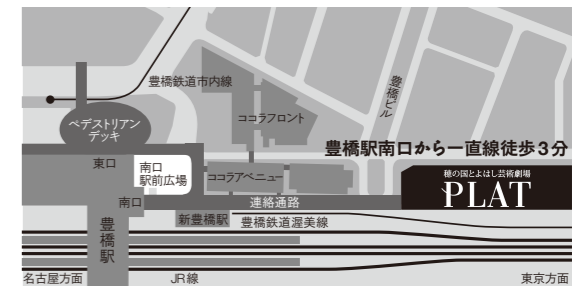 豊橋鉄道市内線
ペデストリアン
デッキ
ココラフロント
豊橋ビル
豊橋駅南口から一直線徒歩3分
東口
南口
駅前広場
ココラアベニュー
穂の国とよはし芸術劇場
PLAT
南口
連絡通路
新豊橋駅
豊橋鉄道渥美線
豊橋駅
名古屋方面
JR線
東京方面